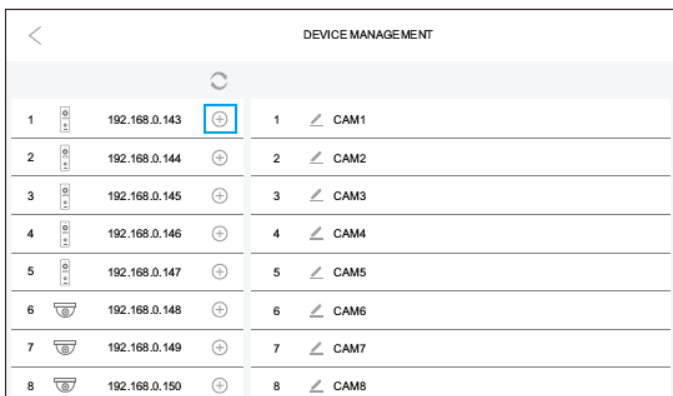 DEVICE MANAGEMENT
1 192.168.0.143 1 CAM1
2 192.168.0.144 2 CAM2
3 192.168.0.145 3 CAM3
4 192.168.0.146 4 CAM4
5 192.168.0.147 5 CAM5
6 192.168.0.148 6 CAM6
7 192.168.0.149 7 CAM7
8 192.168.0.150 8 CAM8